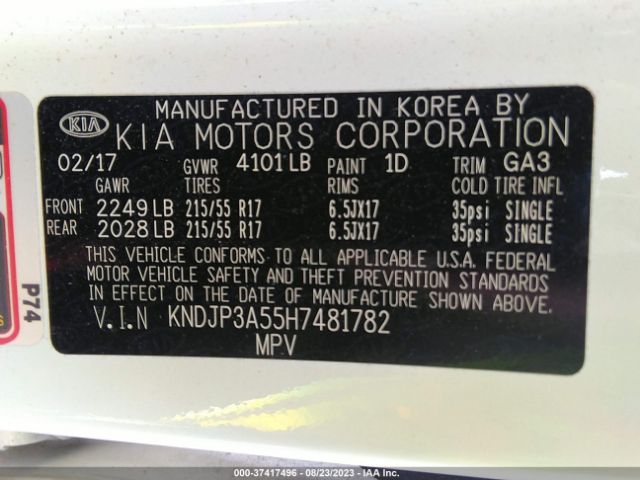 MANUFACTURED IN KOREA BY
KIA KIA MOTORS CORPORATION
02/17 GVWR 4101LB PAINT 1D TRIM GA3
GAWR TIRES RIMS COLD TIRE INFL
FRONT 2249LB 215/55 R17 6.5JX17 35psi SINGLE
REAR 2028LB 215/55 R17 6.5JX17 35psi SINGLE
THIS VEHICLE CONFORMS TO ALL APPLICABLE U.S.A. FEDERAL
MOTOR VEHICLE SAFETY AND THEFT PREVENTION STANDARDS
IN EFFECT ON THE DATE OF MANUFACTURE SHOWN ABOVE.
V.I.N KNDJP3A55H7481782
MPV
P74
000-37417496 - 08/23/2023 - IAA Inc.